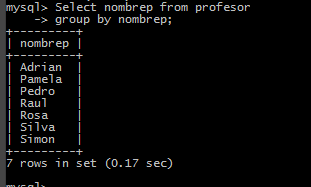 mysql> Select nombrep from profesor
    -> group by nombrep;
+---------+
| nombrep |
+---------+
| Adrian  |
| Pamela  |
| Pedro   |
| Raul    |
| Rosa    |
| Silva   |
| Simon   |
+---------+
7 rows in set (0.17 sec)
mysql>